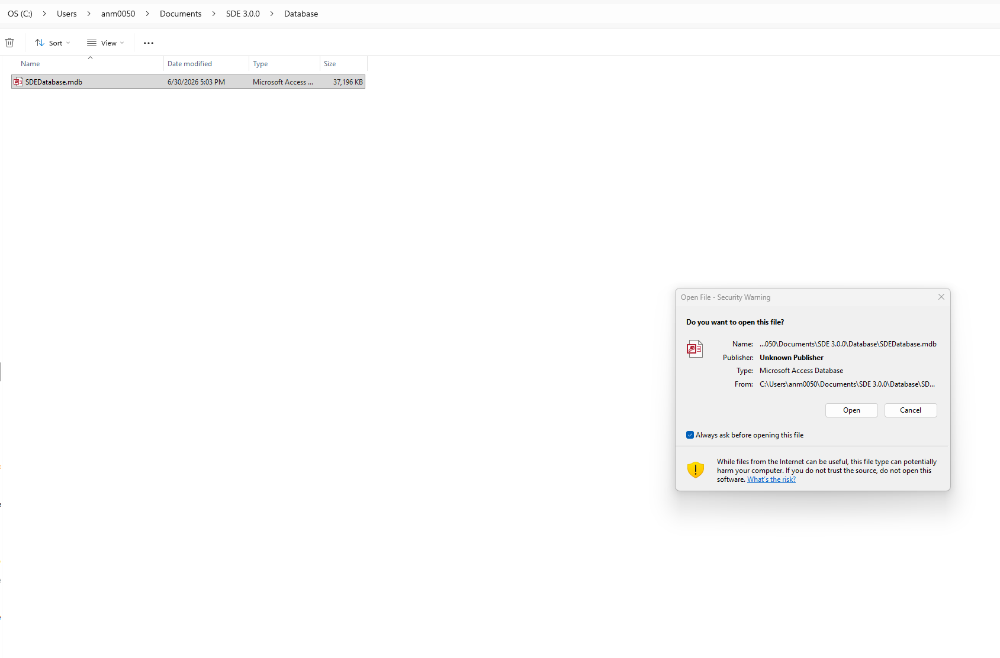 OS (C:) > Users > anm0050 > Documents > SDE 3.0.0 > Database
Sort View ...
Name Date modified Type Size
SDEDatabase.mdb 6/30/2026 5:03 PM Microsoft Access ... 37,196 KB
Open File - Security Warning
Do you want to open this file?
Name: ...050\Documents\SDE 3.0.0\Database\SDEDatabase.mdb
Publisher: Unknown Publisher
Type: Microsoft Access Database
From: C:\Users\anm0050\Documents\SDE 3.0.0\Database\SD...
Open Cancel
Always ask before opening this file
While files from the Internet can be useful, this file type can potentially
harm your computer. If you do not trust the source, do not open this
software. What's the risk?